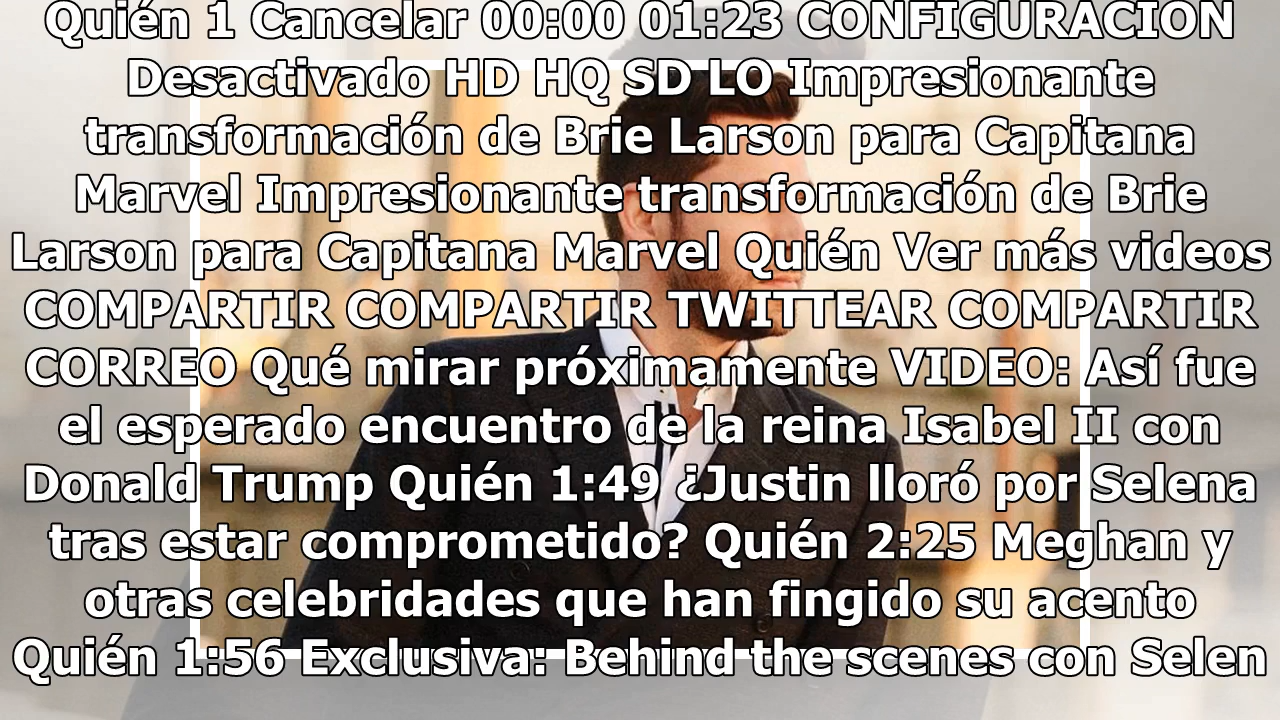 Quién 1 Cancelar 00:00 01:23 CONFIGURACIÓN
Desactivado HD HQ SD LO Impresionante
transformación de Brie Larson para Capitana
Marvel Impresionante transformación de Brie
Larson para Capitana Marvel Quién Ver más videos
COMPARTIR COMPARTIR TWITTEAR COMPARTIR
CORREO Qué mirar próximamente VIDEO: Así fue
el esperado encuentro de la reina Isabel II con
Donald Trump Quién 1:49 ¿Justin lloró por Selena
tras estar comprometido? Quién 2:25 Meghan y
otras celebridades que han fingido su acento
Quién 1:56 Exclusiva: Behind the scenes con Selen